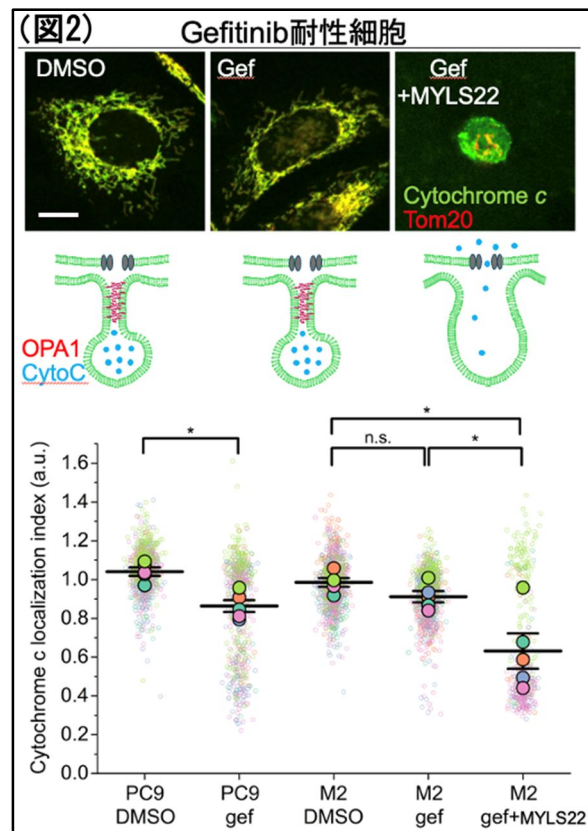 (図2)
Gefitinib耐性細胞
DMSO
Gef
Gef
+MYLS22
Cytochrome c
Tom20
OPA1
CytoC
Cytochrome c localization index (a.u.)
1.6
1.4
1.2
1.0
0.8
0.6
0.4
0.2
0.0
*
n.s.
*
*
PC9
DMSO
PC9
gef
M2
DMSO
M2
gef
M2
gef+MYLS22